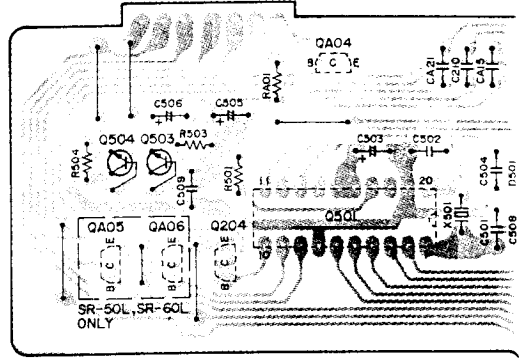 QA04
B C E
CA21
C210
CA15
RA01
C506
C505
C503
C502
Q504
Q503
R503
R504
C009
R501
C504
D501
11
20
Q501
X501
C501
C508
QA05
QA06
Q204
E
C
B
E
C
B
E
C
B
10
1
SR-50L, SR-60L
ONLY